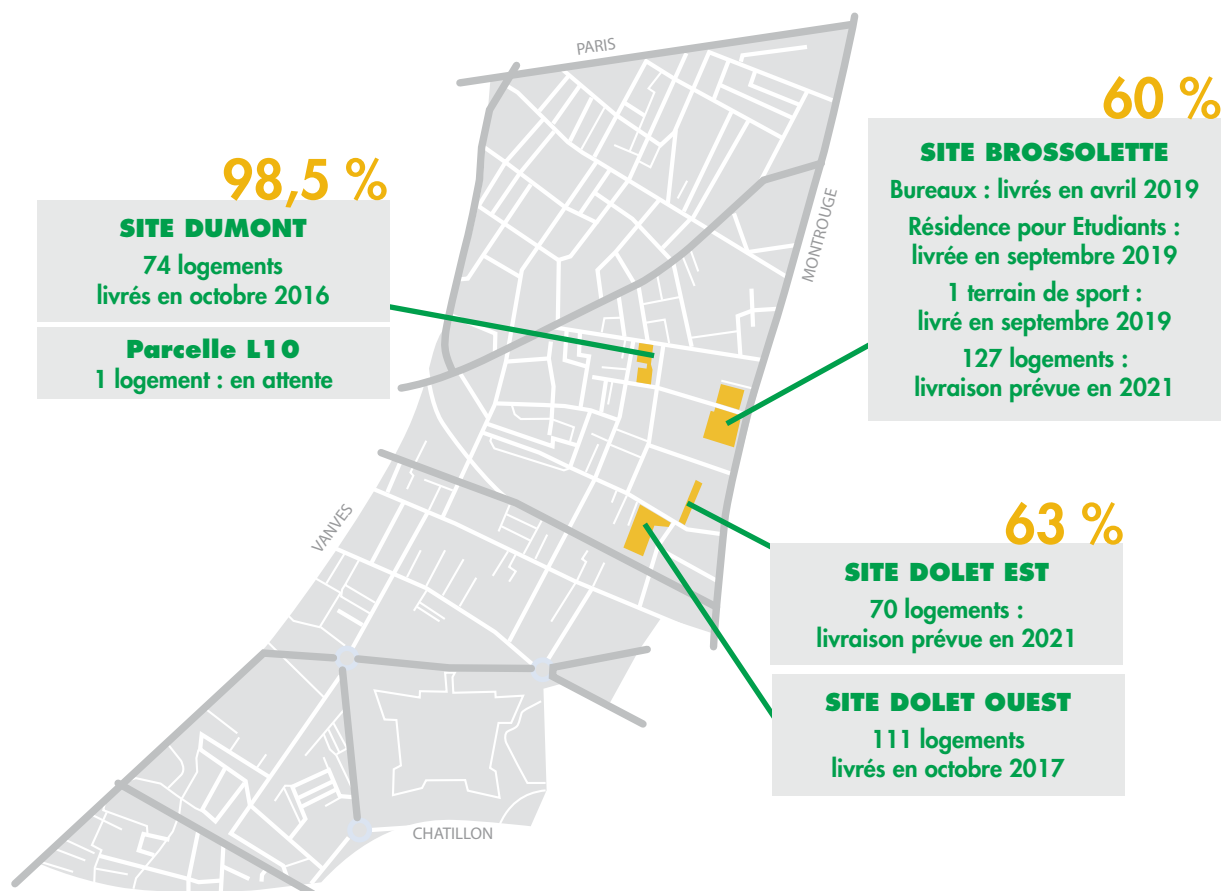 PARIS
60 %
SITE BROSSOLETTE
Bureaux : livrés en avril 2019
Résidence pour Etudiants :
livrée en septembre 2019
1 terrain de sport :
livré en septembre 2019
127 logements :
livraison prévue en 2021
98,5 %
SITE DUMONT
74 logements
livrés en octobre 2016
Parcelle L10
1 logement : en attente
MONTROUGE
VANVES
63 %
SITE DOLET EST
70 logements :
livraison prévue en 2021
SITE DOLET OUEST
111 logements
livrés en octobre 2017
CHATILLON